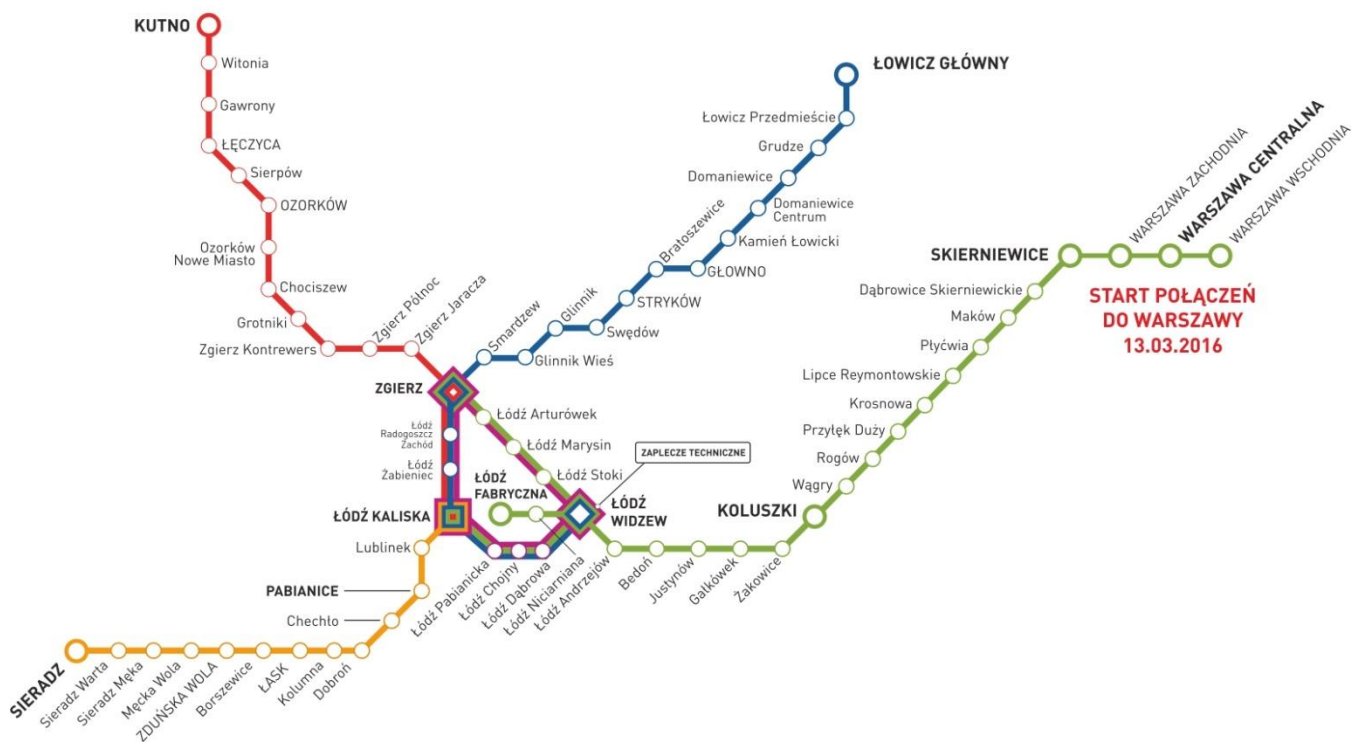 KUTNO
Witonia
Gawrony
ŁĘCZYCA
Sierpów
OZORKÓW
Ozorków
Nowe Miasto
Chociszew
Grotniki
Zgierz Kontrewers
Zgierz Północ
Zgierz Jaracza
ZGIERZ
ŁOWICZ GŁÓWNY
Łowicz Przedmieście
Grudze
Domaniewice
Domaniewice
Centrum
Kamień Łowicki
GŁOWNO
Bratoszewice
STRYKÓW
Swędów
Glinnik
Glinnik Wieś
Smardzew
Łódź
Radogoszcz
Zachód
Łódź
Żabieniec
ŁÓDŹ KALISKA
Łódź Arturówek
Łódź Marysin
Łódź Stoki
ZAPLECZE TECHNICZNE
ŁÓDŹ
FABRYCZNA
ŁÓDŹ
WIDZEW
Lublinek
PABIANICE
Chechło
SIERADZ
Sieradz Warta
Sieradz Męka
Męcka Wola
ZDUŃSKA WOLA
Borszewice
ŁASK
Kolumna
Dobroń
Łódź Pabianicka
Łódź Chojny
Łódź Dąbrowa
Łódź Niciarniana
Łódź Andrzejów
Bedoń
Justynów
Gałkówek
Żakowice
KOLUSZKI
Wągry
Rogów
Przyłęk Duży
Krosnowa
Lipce Reymontowskie
Płyćwia
Maków
Dąbrowice Skierniewickie
SKIERNIEWICE
WARSZAWA ZACHODNIA
WARSZAWA CENTRALNA
WARSZAWA WSCHODNIA
START POŁĄCZEŃ
DO WARSZAWY
13.03.2016